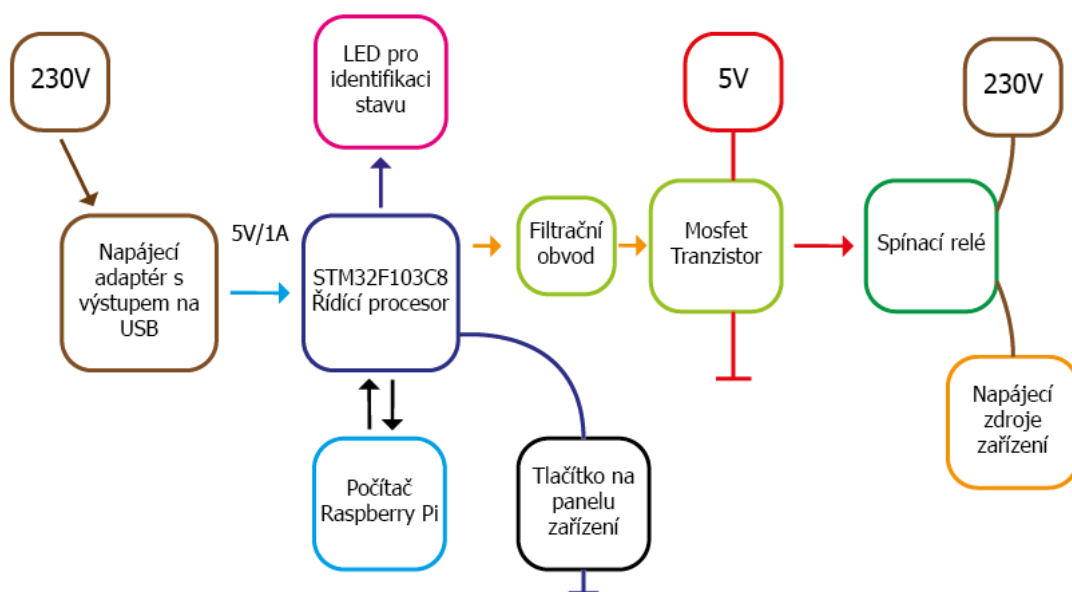 230V
LED pro
identifikaci
stavu
5V
230V
Napájecí
adaptér s
výstupem na
USB
5V/1A
STM32F103C8
Řídící procesor
Filtrační
obvod
Mosfet
Tranzistor
Spínací relé
Počítač
Raspberry Pi
Tlačítko na
panelu
zařízení
Napájecí
zdroje
zařízení